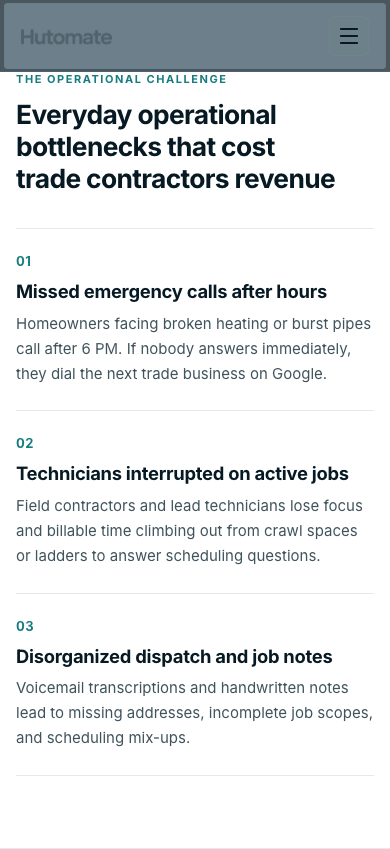 Hutomate
THE OPERATIONAL CHALLENGE
Everyday operational
bottlenecks that cost
trade contractors revenue
01
Missed emergency calls after hours
Homeowners facing broken heating or burst pipes
call after 6 PM. If nobody answers immediately,
they dial the next trade business on Google.
02
Technicians interrupted on active jobs
Field contractors and lead technicians lose focus
and billable time climbing out from crawl spaces
or ladders to answer scheduling questions.
03
Disorganized dispatch and job notes
Voicemail transcriptions and handwritten notes
lead to missing addresses, incomplete job scopes,
and scheduling mix-ups.